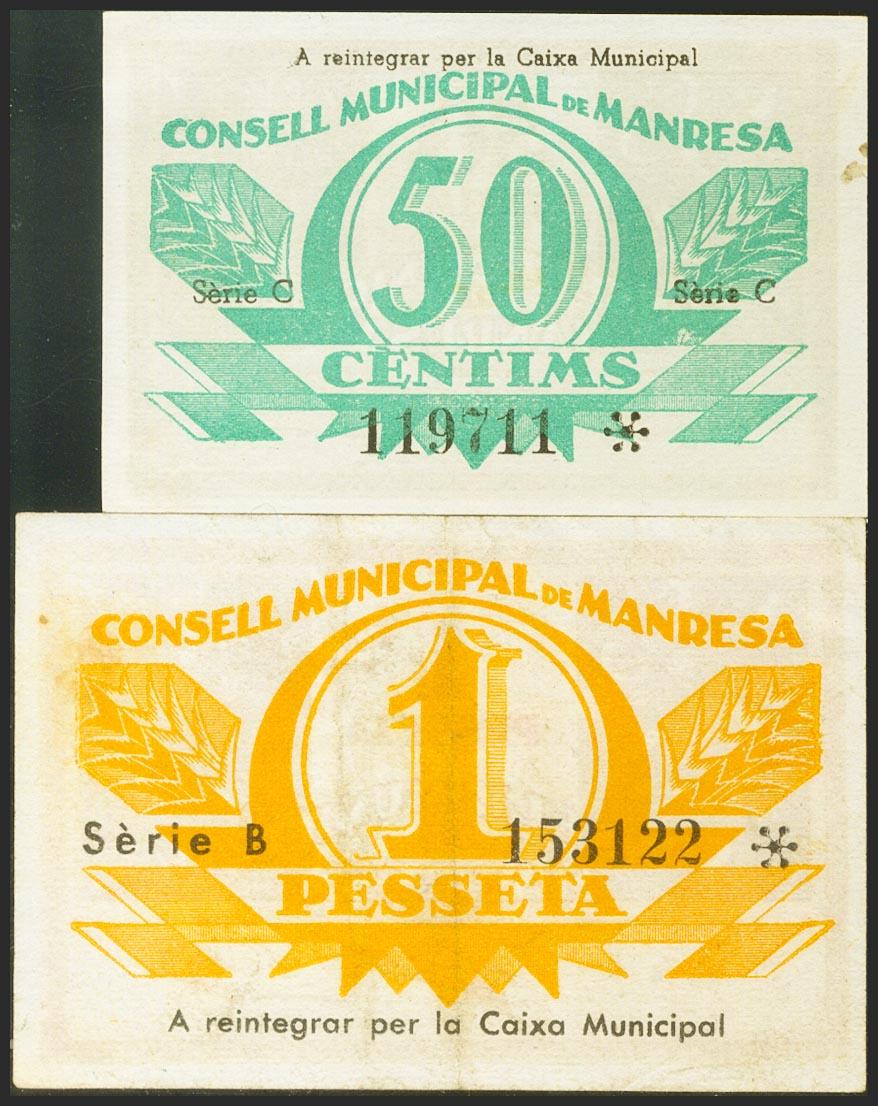 A reintegrar per la Caixa Municipal
CONSELL MUNICIPAL DE MANRESA
50
Sèrie C Sèrie C
CÈNTIMS
119711 *
CONSELL MUNICIPAL DE MANRESA
1
Sèrie B 153122 *
PESSETA
A reintegrar per la Caixa Municipal